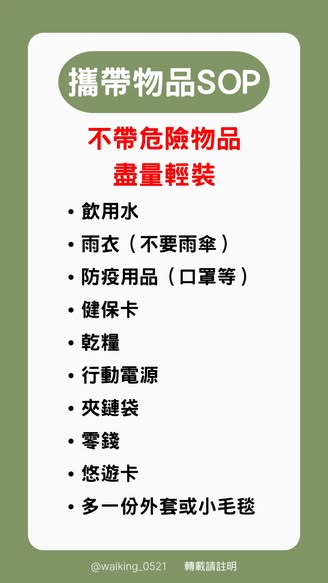 攜帶物品SOP
不帶危險物品
盡量輕裝
• 飲用水
• 雨衣（不要雨傘）
• 防疫用品（口罩等）
• 健保卡
• 乾糧
• 行動電源
• 夾鏈袋
• 零錢
• 悠遊卡
• 多一份外套或小毛毯
@walking_0521 轉載請註明